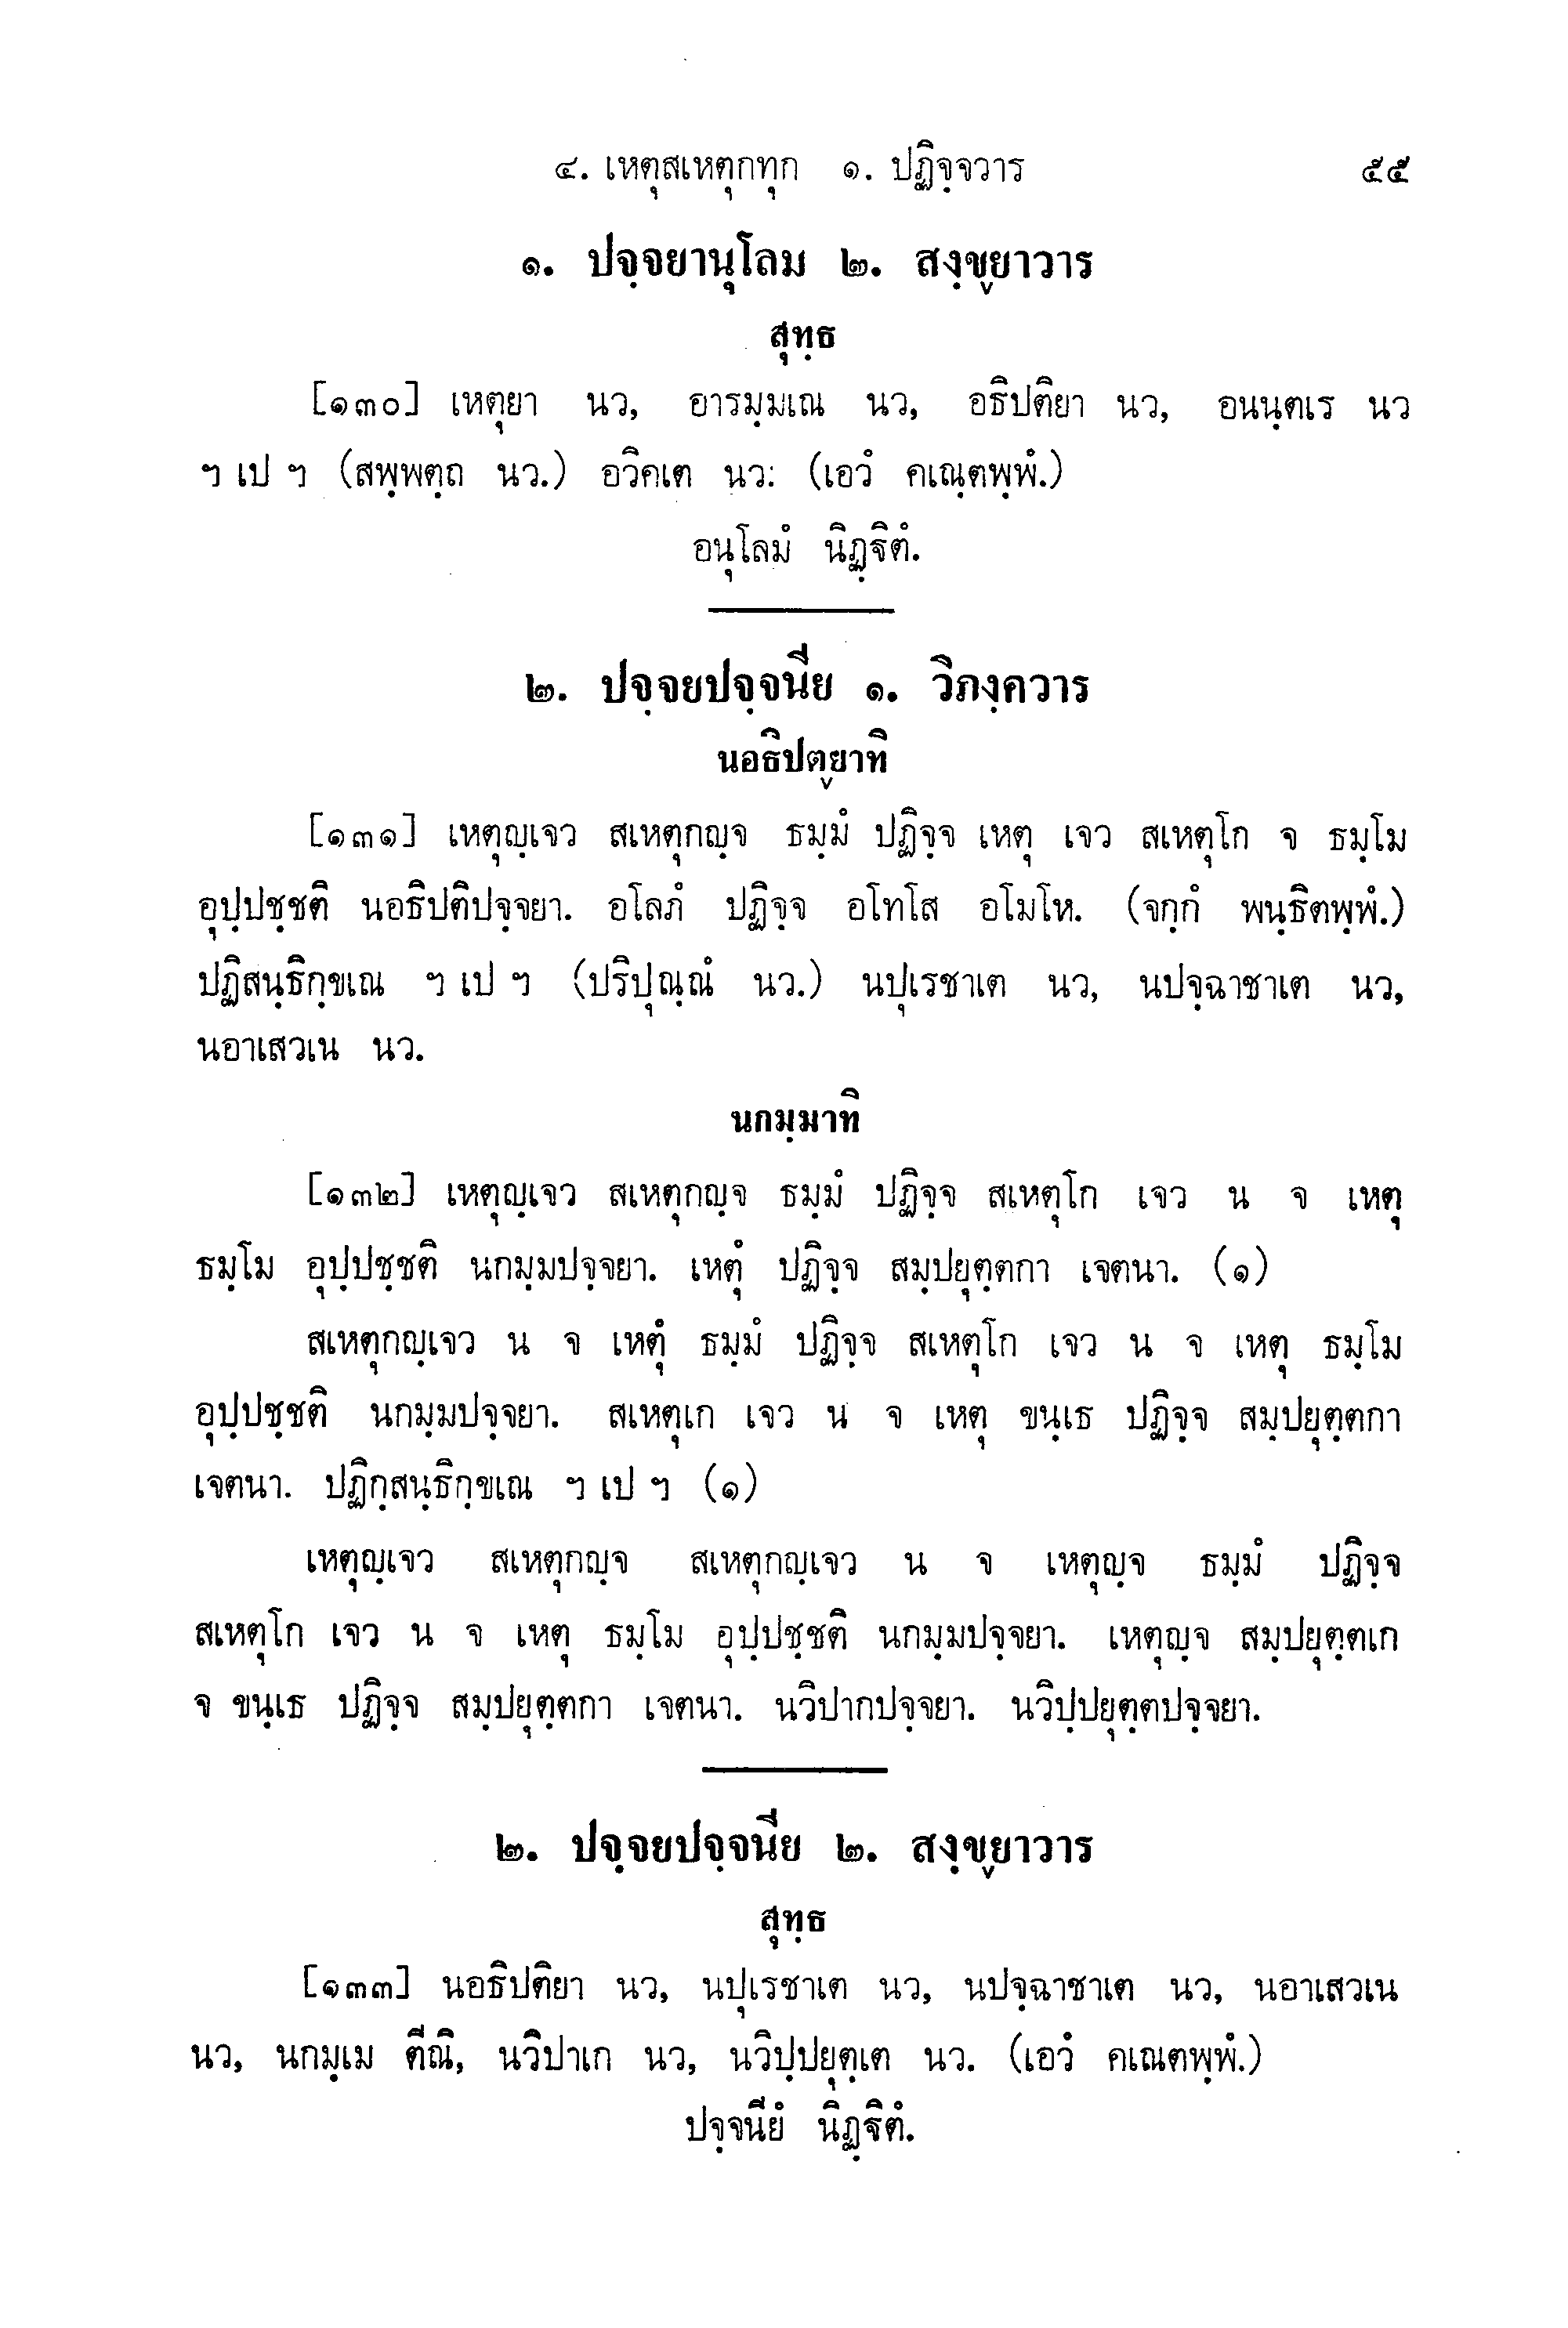 ๔. เหตุสเหตุกทุก ๑. ปฏิจฺจวาร ๕๕
๑. ปจฺจยานุโลม ๒. สงฺขฺยาวาร
สุทฺธ
[๑๓๐] เหตุยา นว, อารมฺมเณ นว, อธิปติยา นว, อนนฺตเร นว
ฯ เป ฯ (สพฺพตฺถ นว.) อวิคเต นว: (เอวํ คเณฺตพฺพํ.)
อนุโลมํ นิฏฺฐิตํ.
๒. ปจฺจยปจฺจนีย ๑. วิภงฺควาร
นอธิปตฺยาทิ
[๑๓๑] เหตุญฺเจว สเหตุกญฺจ ธมฺมํ ปฏิจฺจ เหตุ เจว สเหตุโก จ ธมฺโม
อุปฺปชฺชติ นอธิปติปจฺจยา. อโลภํ ปฏิจฺจ อโทโส อโมโห. (จกฺกํ พนฺธิตพฺพํ.)
ปฏิสนฺธิกฺขเณ ฯ เป ฯ (ปริปุณฺณํ นว.) นปุเรชาเต นว, นปจฺฉาชาเต นว,
นอาเสวเน นว.
นกมฺมาทิ
[๑๓๒] เหตุญฺเจว สเหตุกญฺจ ธมฺมํ ปฏิจฺจ สเหตุโก เจว น จ เหตุ
ธมฺโม อุปฺปชฺชติ นกมฺมปจฺจยา. เหตุํ ปฏิจฺจ สมฺปยุตฺตกา เจตนา. (๑)
สเหตุกญฺเจว น จ เหตุํ ธมฺมํ ปฏิจฺจ สเหตุโก เจว น จ เหตุ ธมฺโม
อุปฺปชฺชติ นกมฺมปจฺจยา. สเหตุเก เจว น จ เหตุ ขนฺเธ ปฏิจฺจ สมฺปยุตฺตกา
เจตนา. ปฏิกฺสนฺธิกฺขเณ ฯ เป ฯ (๑)
เหตุญฺเจว สเหตุกญฺจ สเหตุกญฺเจว น จ เหตุญฺจ ธมฺมํ ปฏิจฺจ
สเหตุโก เจว น จ เหตุ ธมฺโม อุปฺปชฺชติ นกมฺมปจฺจยา. เหตุญฺจ สมฺปยุตฺตเก
จ ขนฺเธ ปฏิจฺจ สมฺปยุตฺตกา เจตนา. นวิปากปจฺจยา. นวิปฺปยุตฺตปจฺจยา.
๒. ปจฺจยปจฺจนีย ๒. สงฺขฺยาวาร
สุทฺธ
[๑๓๓] นอธิปติยา นว, นปุเรชาเต นว, นปจฺฉาชาเต นว, นอาเสวเน
นว, นกมฺเม ตีณิ, นวิปาเก นว, นวิปฺปยุตฺเต นว. (เอวํ คเณตพฺพํ.)
ปจฺจนียํ นิฏฺฐิตํ.